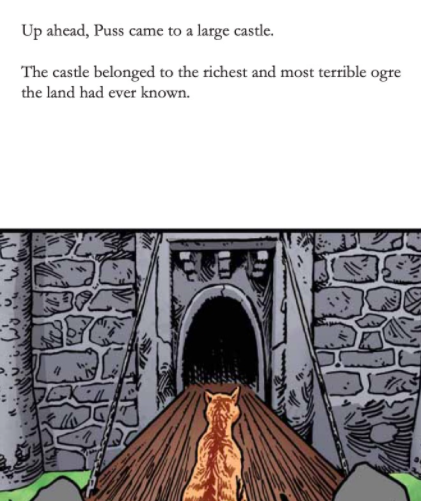 Up ahead, Puss came to a large castle.
The castle belonged to the richest and most terrible ogre
the land had ever known.